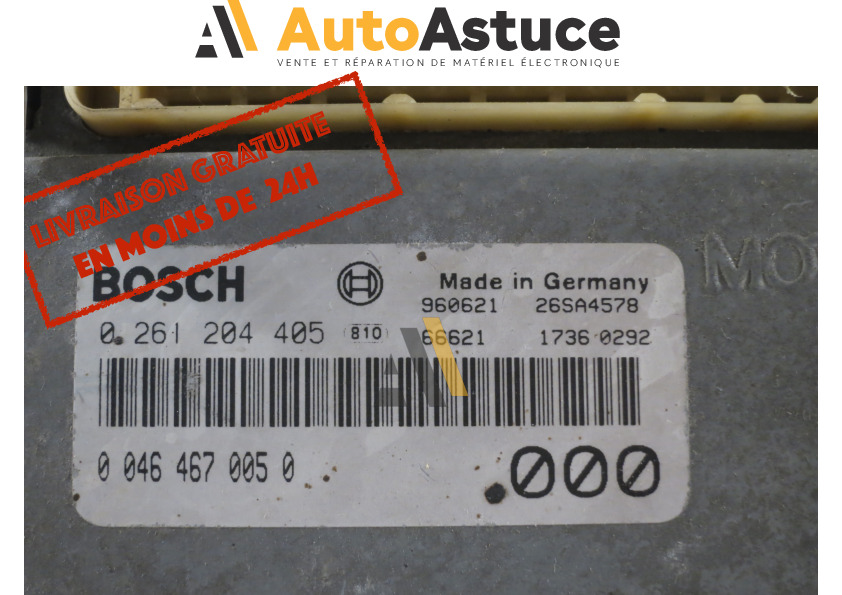 AutoAstuce
VENTE ET RÉPARATION DE MATÉRIEL ÉLECTRONIQUE
LIVRAISON GRATUITE
EN MOINS DE 24H
MO
BOSCH
Made in Germany
960621 26SA4578
0 261 204 405 810 66621 1736 0292
0 046 467 005 0
000